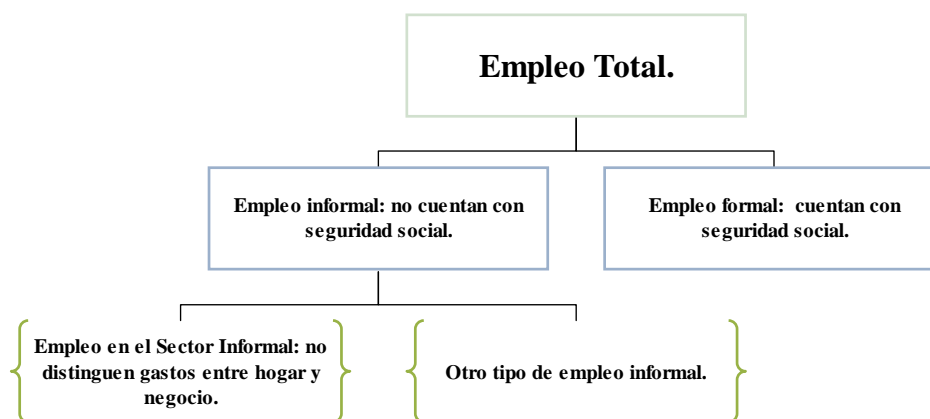 Empleo Total.
Empleo informal: no cuentan con
seguridad social.
Empleo formal: cuentan con
seguridad social.
Empleo en el Sector Informal: no
distinguen gastos entre hogar y
negocio.
Otro tipo de empleo informal.